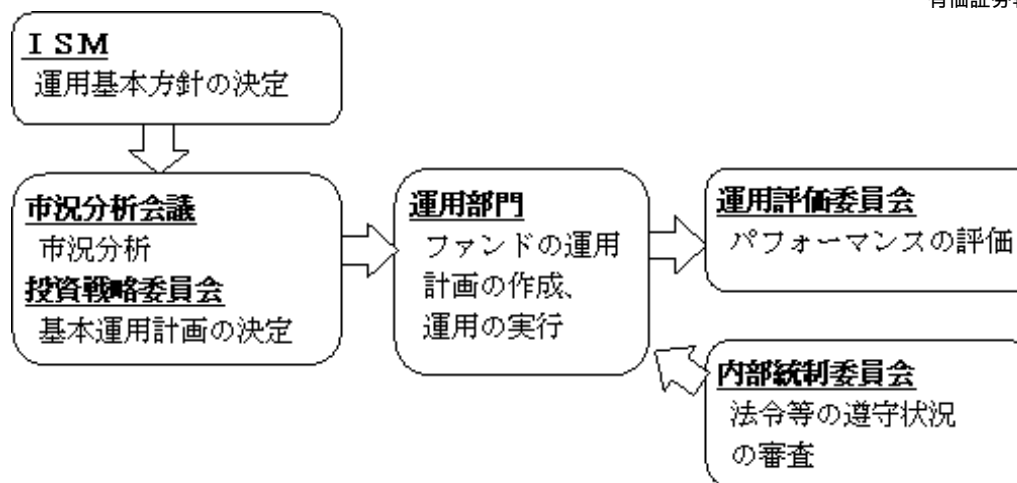 ＩＳＭ
運用基本方針の決定
市況分析会議
市況分析
投資戦略委員会
基本運用計画の決定
運用部門
ファンドの運用
計画の作成、
運用の実行
運用評価委員会
パフォーマンスの評価
内部統制委員会
法令等の遵守状況
の審査